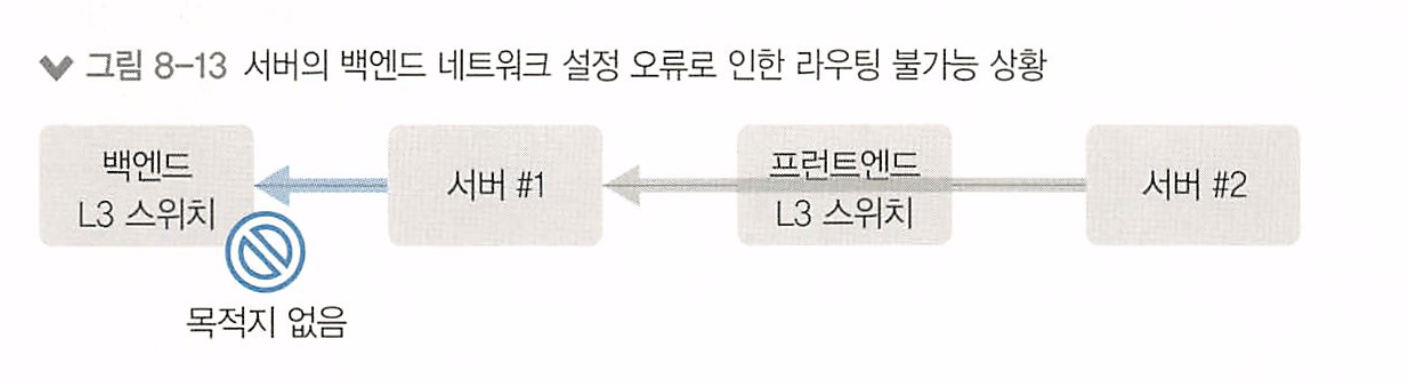 그림 8-13 서버의 백엔드 네트워크 설정 오류로 인한 라우팅 불가능 상황
백엔드
L3 스위치
서버 #1
프런트엔드
L3 스위치
서버 #2
목적지 없음